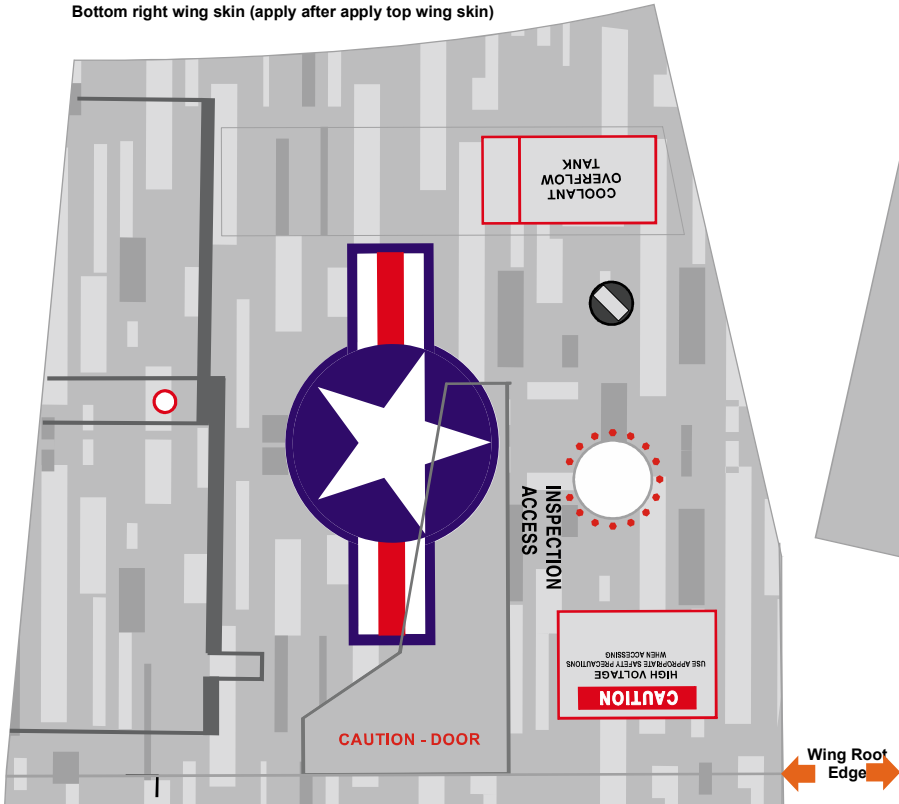 Bottom right wing skin (apply after apply top wing skin)
COOLANT
OVERFLOW
TANK
INSPECTION
ACCESS
CAUTION
HIGH VOLTAGE
USE APPROPRIATE SAFETY PRECAUTIONS
WHEN ACCESSING
CAUTION - DOOR
Wing Root
Edge